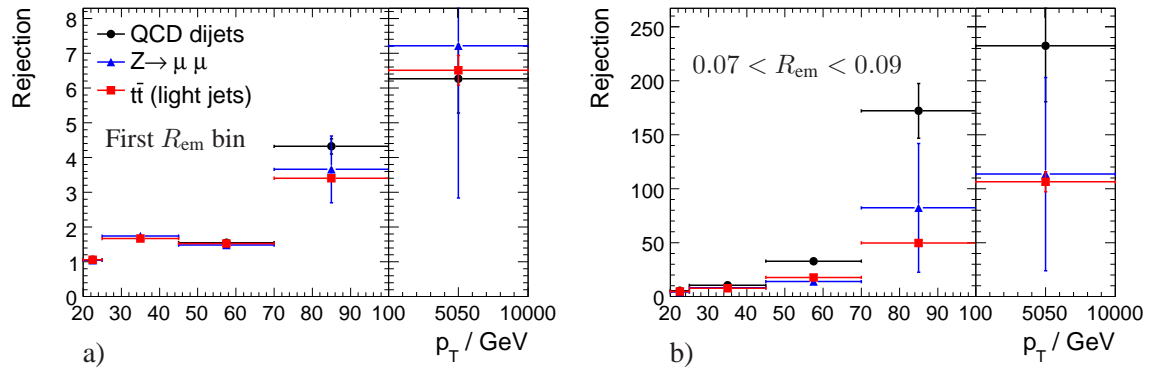 Rejection
8
7
6
5
4
3
2
1
0
QCD dijets
Z→ μ μ
tt̄ (light jets)
First R_em bin
20 30 40 50 60 70 80 90 100 5050 10000
p_T / GeV
a)
Rejection
250
200
150
100
50
0
0.07 < R_em < 0.09
20 30 40 50 60 70 80 90 100 5050 10000
p_T / GeV
b)